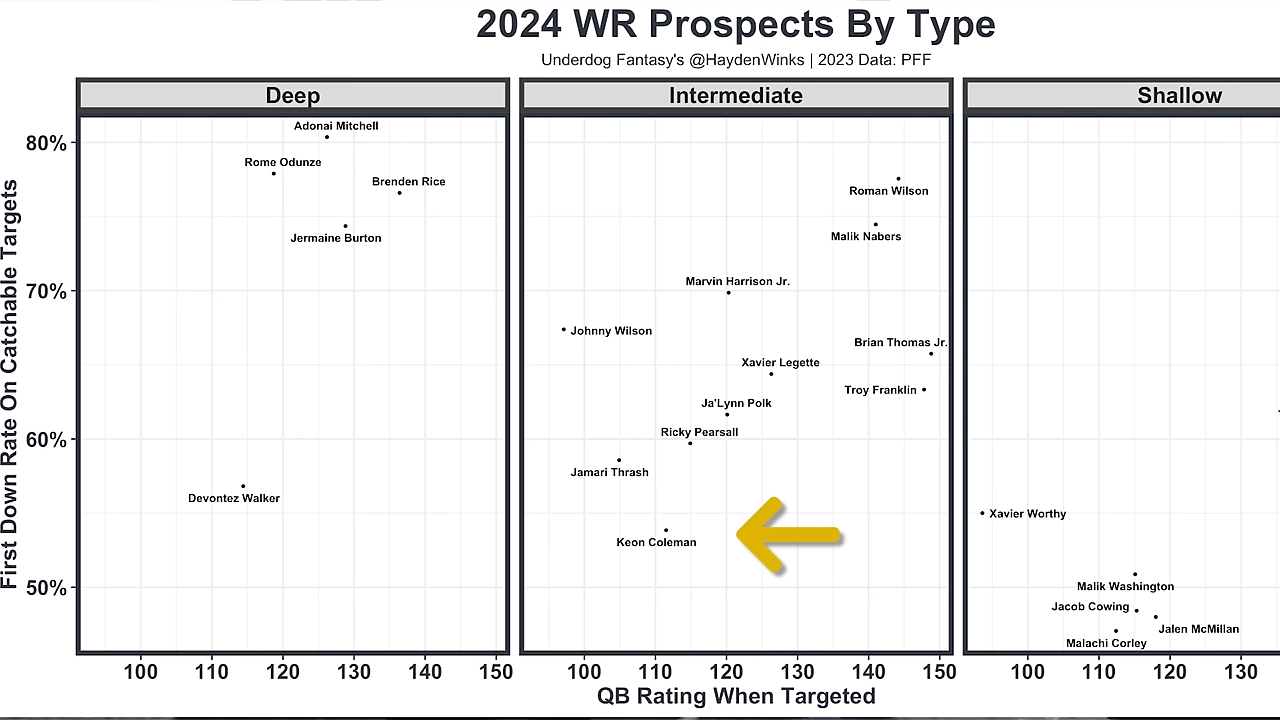 2024 WR Prospects By Type
Underdog Fantasy's @HaydenWinks | 2023 Data: PFF
Deep
Intermediate
Shallow
First Down Rate On Catchable Targets
80%
70%
60%
50%
Adonai Mitchell
Rome Odunze
Brenden Rice
Jermaine Burton
Devontez Walker
Roman Wilson
Malik Nabers
Marvin Harrison Jr.
Johnny Wilson
Brian Thomas Jr.
Xavier Legette
Troy Franklin
Ja'Lynn Polk
Ricky Pearsall
Jamari Thrash
Keon Coleman
Xavier Worthy
Malik Washington
Jacob Cowing
Jalen McMillan
Malachi Corley
100 110 120 130 140 150
100 110 120 130 140 150
100 110 120 130
QB Rating When Targeted